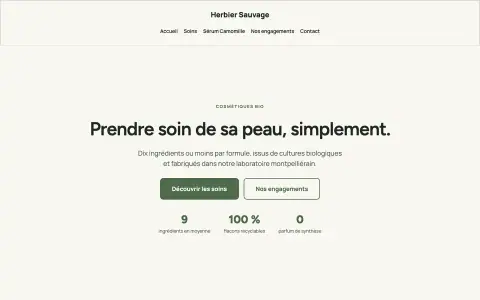 Herbier Sauvage
Accueil Soins Sérum Camomille Nos engagements Contact
COSMÉTIQUES BIO
Prendre soin de sa peau, simplement.
Dix ingrédients ou moins par formule, issus de cultures biologiques
et fabriqués dans notre laboratoire montpelliérain.
Découvrir les soins Nos engagements
9 100 % 0
ingrédients en moyenne flacons recyclables parfum de synthèse